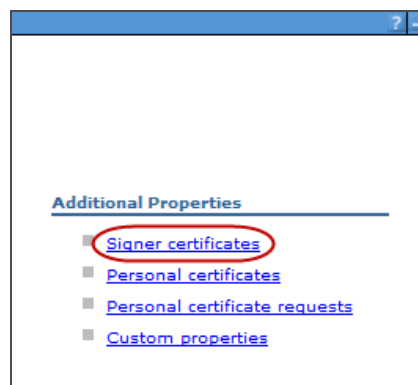 ?
Additional Properties
Signer certificates
Personal certificates
Personal certificate requests
Custom properties